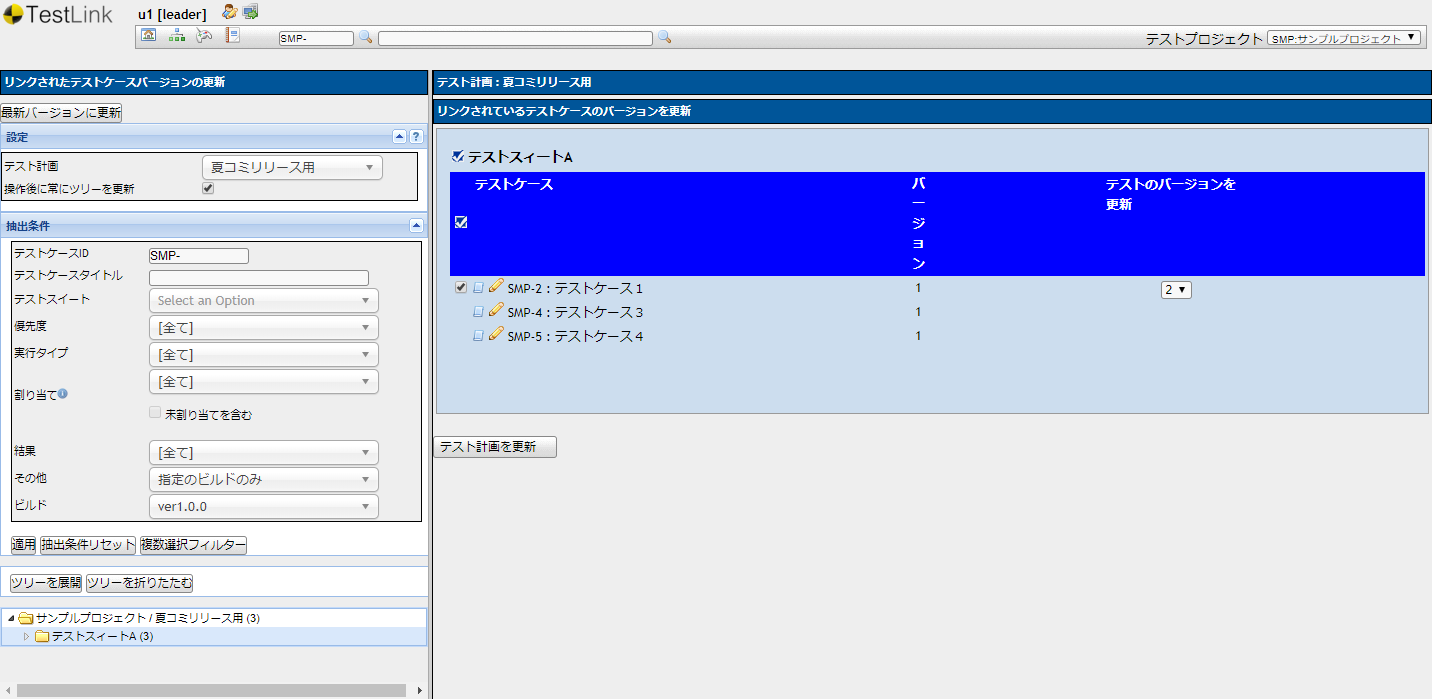 TestLink
u1 [leader]
SMP-
テストプロジェクト SMP:サンプルプロジェクト
リンクされたテストケースバージョンの更新
最新バージョンに更新
設定
?
テスト計画 夏コミリリース用
操作後に常にツリーを更新
抽出条件
テストケースID SMP-
テストケースタイトル
テストスイート Select an Option
優先度 [全て]
実行タイプ [全て]
[全て]
割り当て
未割り当てを含む
結果 [全て]
その他 指定のビルドのみ
ビルド ver1.0.0
適用 抽出条件リセット 複数選択フィルター
ツリーを展開 ツリーを折りたたむ
サンプルプロジェクト / 夏コミリリース用 (3)
テストスィートA (3)
テスト計画 : 夏コミリリース用
リンクされているテストケースのバージョンを更新
テストスィートA
テストケース
バ
ー
ジ
ョ
ン
テストのバージョンを
更新
SMP-2 : テストケース 1 1 2
SMP-4 : テストケース 3 1
SMP-5 : テストケース 4 1
テスト計画を更新